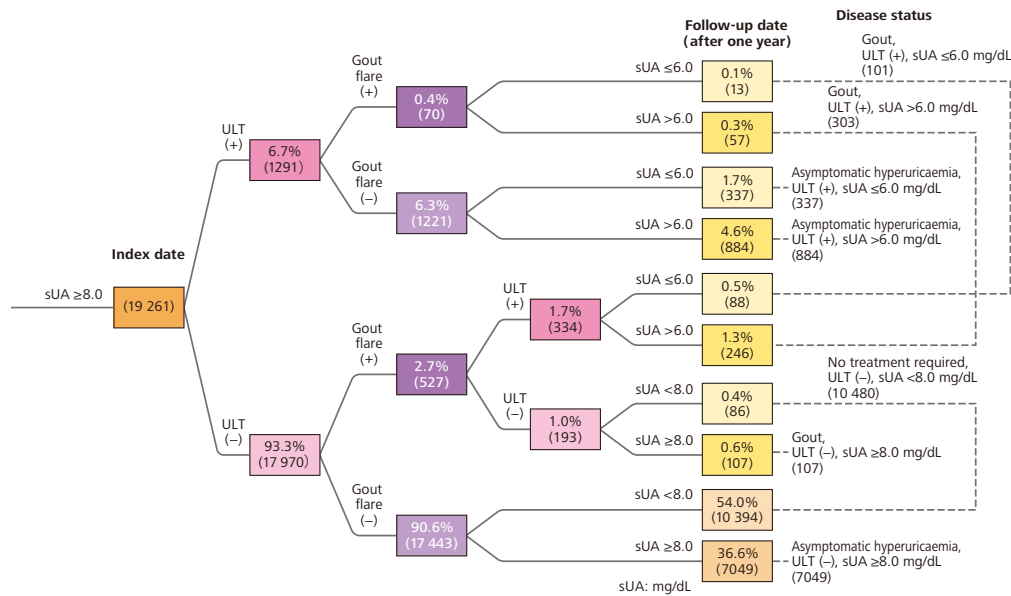 Disease status
Follow-up date
(after one year)
Gout,
ULT (+), sUA ≤6.0 mg/dL
(101)
Gout
flare
(+)
sUA ≤6.0
0.1%
(13)
0.4%
(70)
Gout,
ULT (+), sUA >6.0 mg/dL
(303)
sUA >6.0
0.3%
(57)
ULT
(+)
6.7%
(1291)
Gout
flare
(–)
sUA ≤6.0
1.7%
(337)
Asymptomatic hyperuricaemia,
ULT (+), sUA ≤6.0 mg/dL
(337)
6.3%
(1221)
sUA >6.0
4.6%
(884)
Asymptomatic hyperuricaemia,
ULT (+), sUA >6.0 mg/dL
(884)
Index date
sUA ≥8.0
(19 261)
ULT
(+)
sUA ≤6.0
0.5%
(88)
1.7%
(334)
sUA >6.0
1.3%
(246)
Gout
flare
(+)
2.7%
(527)
No treatment required,
ULT (–), sUA <8.0 mg/dL
(10 480)
ULT
(–)
sUA <8.0
0.4%
(86)
1.0%
(193)
sUA ≥8.0
0.6%
(107)
Gout,
ULT (–), sUA ≥8.0 mg/dL
(107)
ULT
(–)
93.3%
(17 970)
Gout
flare
(–)
sUA <8.0
54.0%
(10 394)
90.6%
(17 443)
sUA ≥8.0
36.6%
(7049)
Asymptomatic hyperuricaemia,
ULT (–), sUA ≥8.0 mg/dL
(7049)
sUA: mg/dL